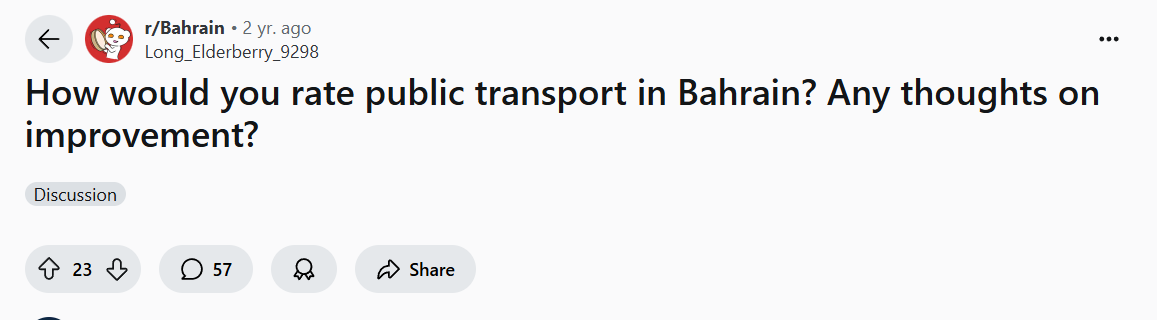 r/Bahrain • 2 yr. ago
Long_Elderberry_9298
How would you rate public transport in Bahrain? Any thoughts on
improvement?
Discussion
23 57 Share